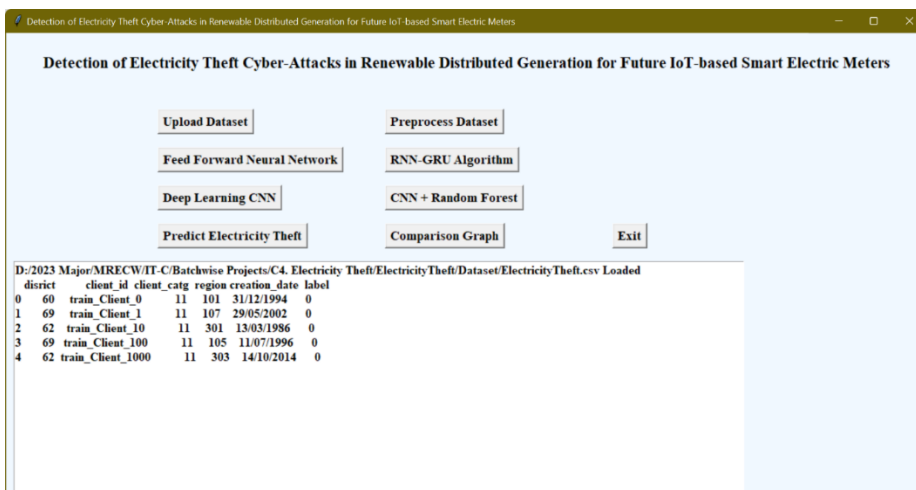 Detection of Electricity Theft Cyber-Attacks in Renewable Distributed Generation for Future IoT-based Smart Electric Meters
Detection of Electricity Theft Cyber-Attacks in Renewable Distributed Generation for Future IoT-based Smart Electric Meters
Upload Dataset Preprocess Dataset
Feed Forward Neural Network RNN-GRU Algorithm
Deep Learning CNN CNN + Random Forest
Predict Electricity Theft Comparison Graph Exit
D:/2023 Major/MRECW/IT-C/Batchwise Projects/C4. Electricity Theft/ElectricityTheft/Dataset/ElectricityTheft.csv Loaded
disrict client_id client_catg region creation_date label
0 60 train_Client_0 11 101 31/12/1994 0
1 69 train_Client_1 11 107 29/05/2002 0
2 62 train_Client_10 11 301 13/03/1986 0
3 69 train_Client_100 11 105 11/07/1996 0
4 62 train_Client_1000 11 303 14/10/2014 0